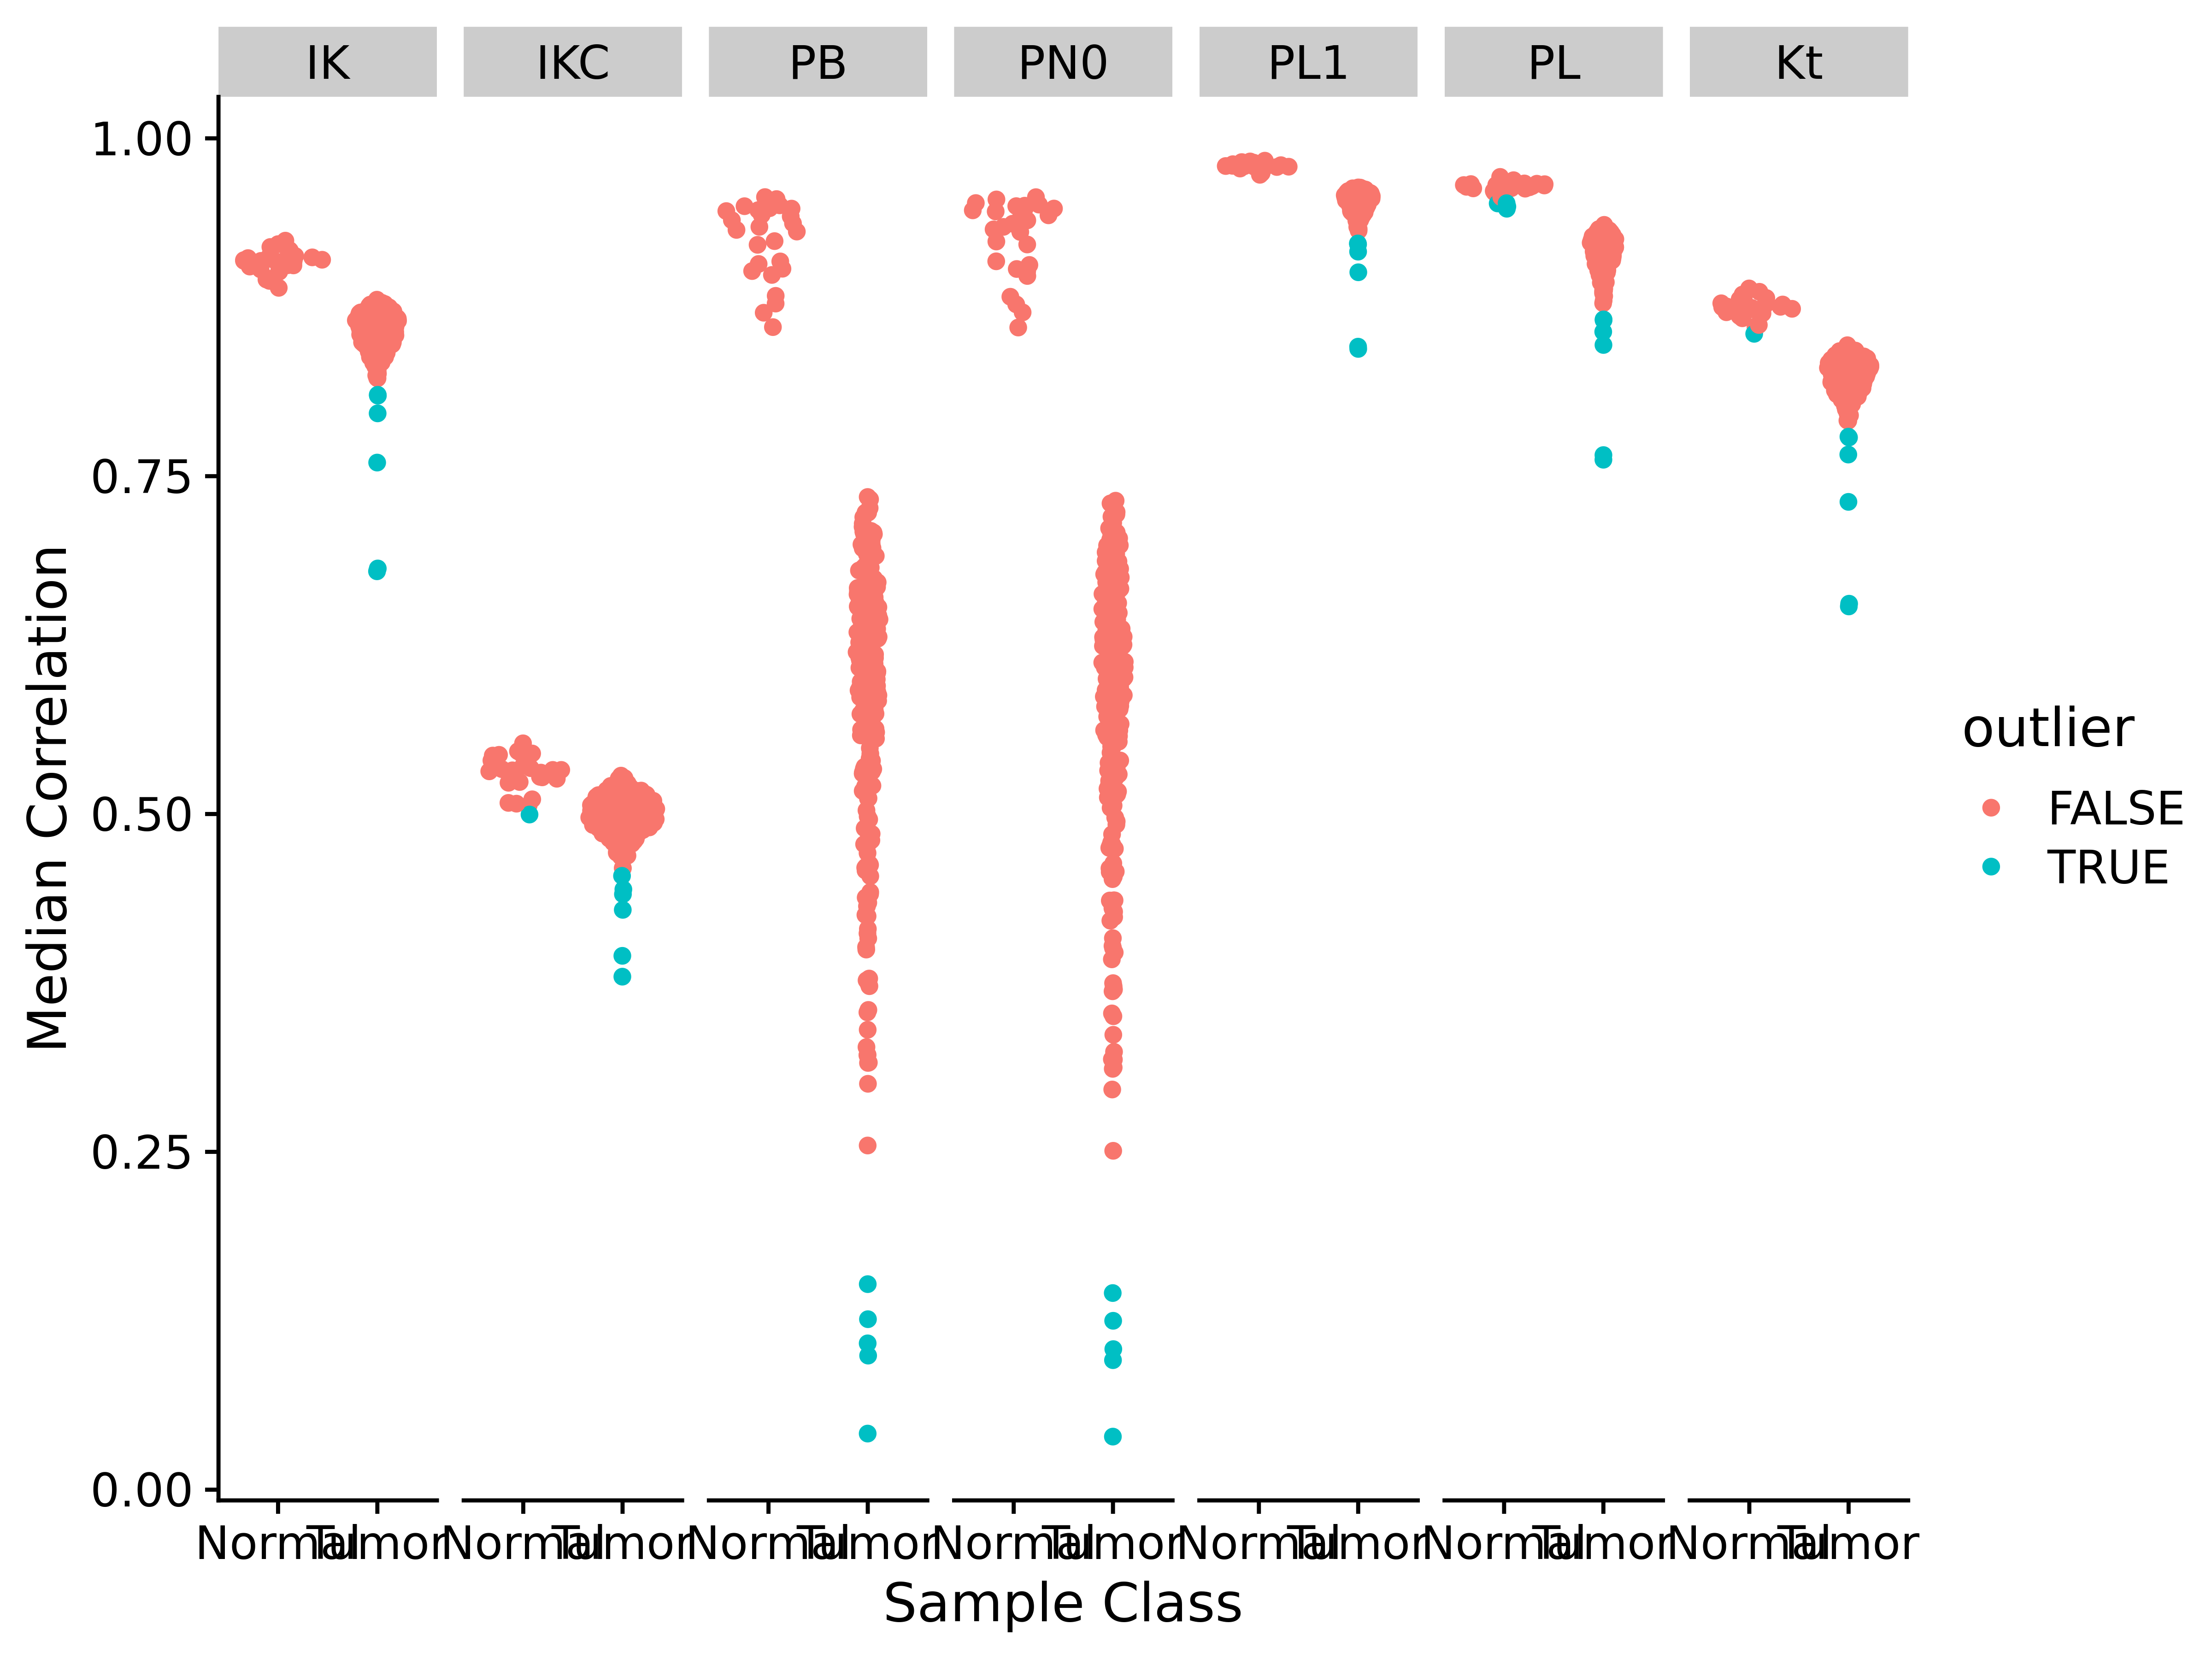 IK IKC PB PN0 PL1 PL Kt
1.00
0.75
0.50
0.25
0.00
Median Correlation
Normal Tumor Normal Tumor Normal Tumor Normal Tumor Normal Tumor Normal Tumor Normal Tumor
Sample Class
outlier
FALSE
TRUE